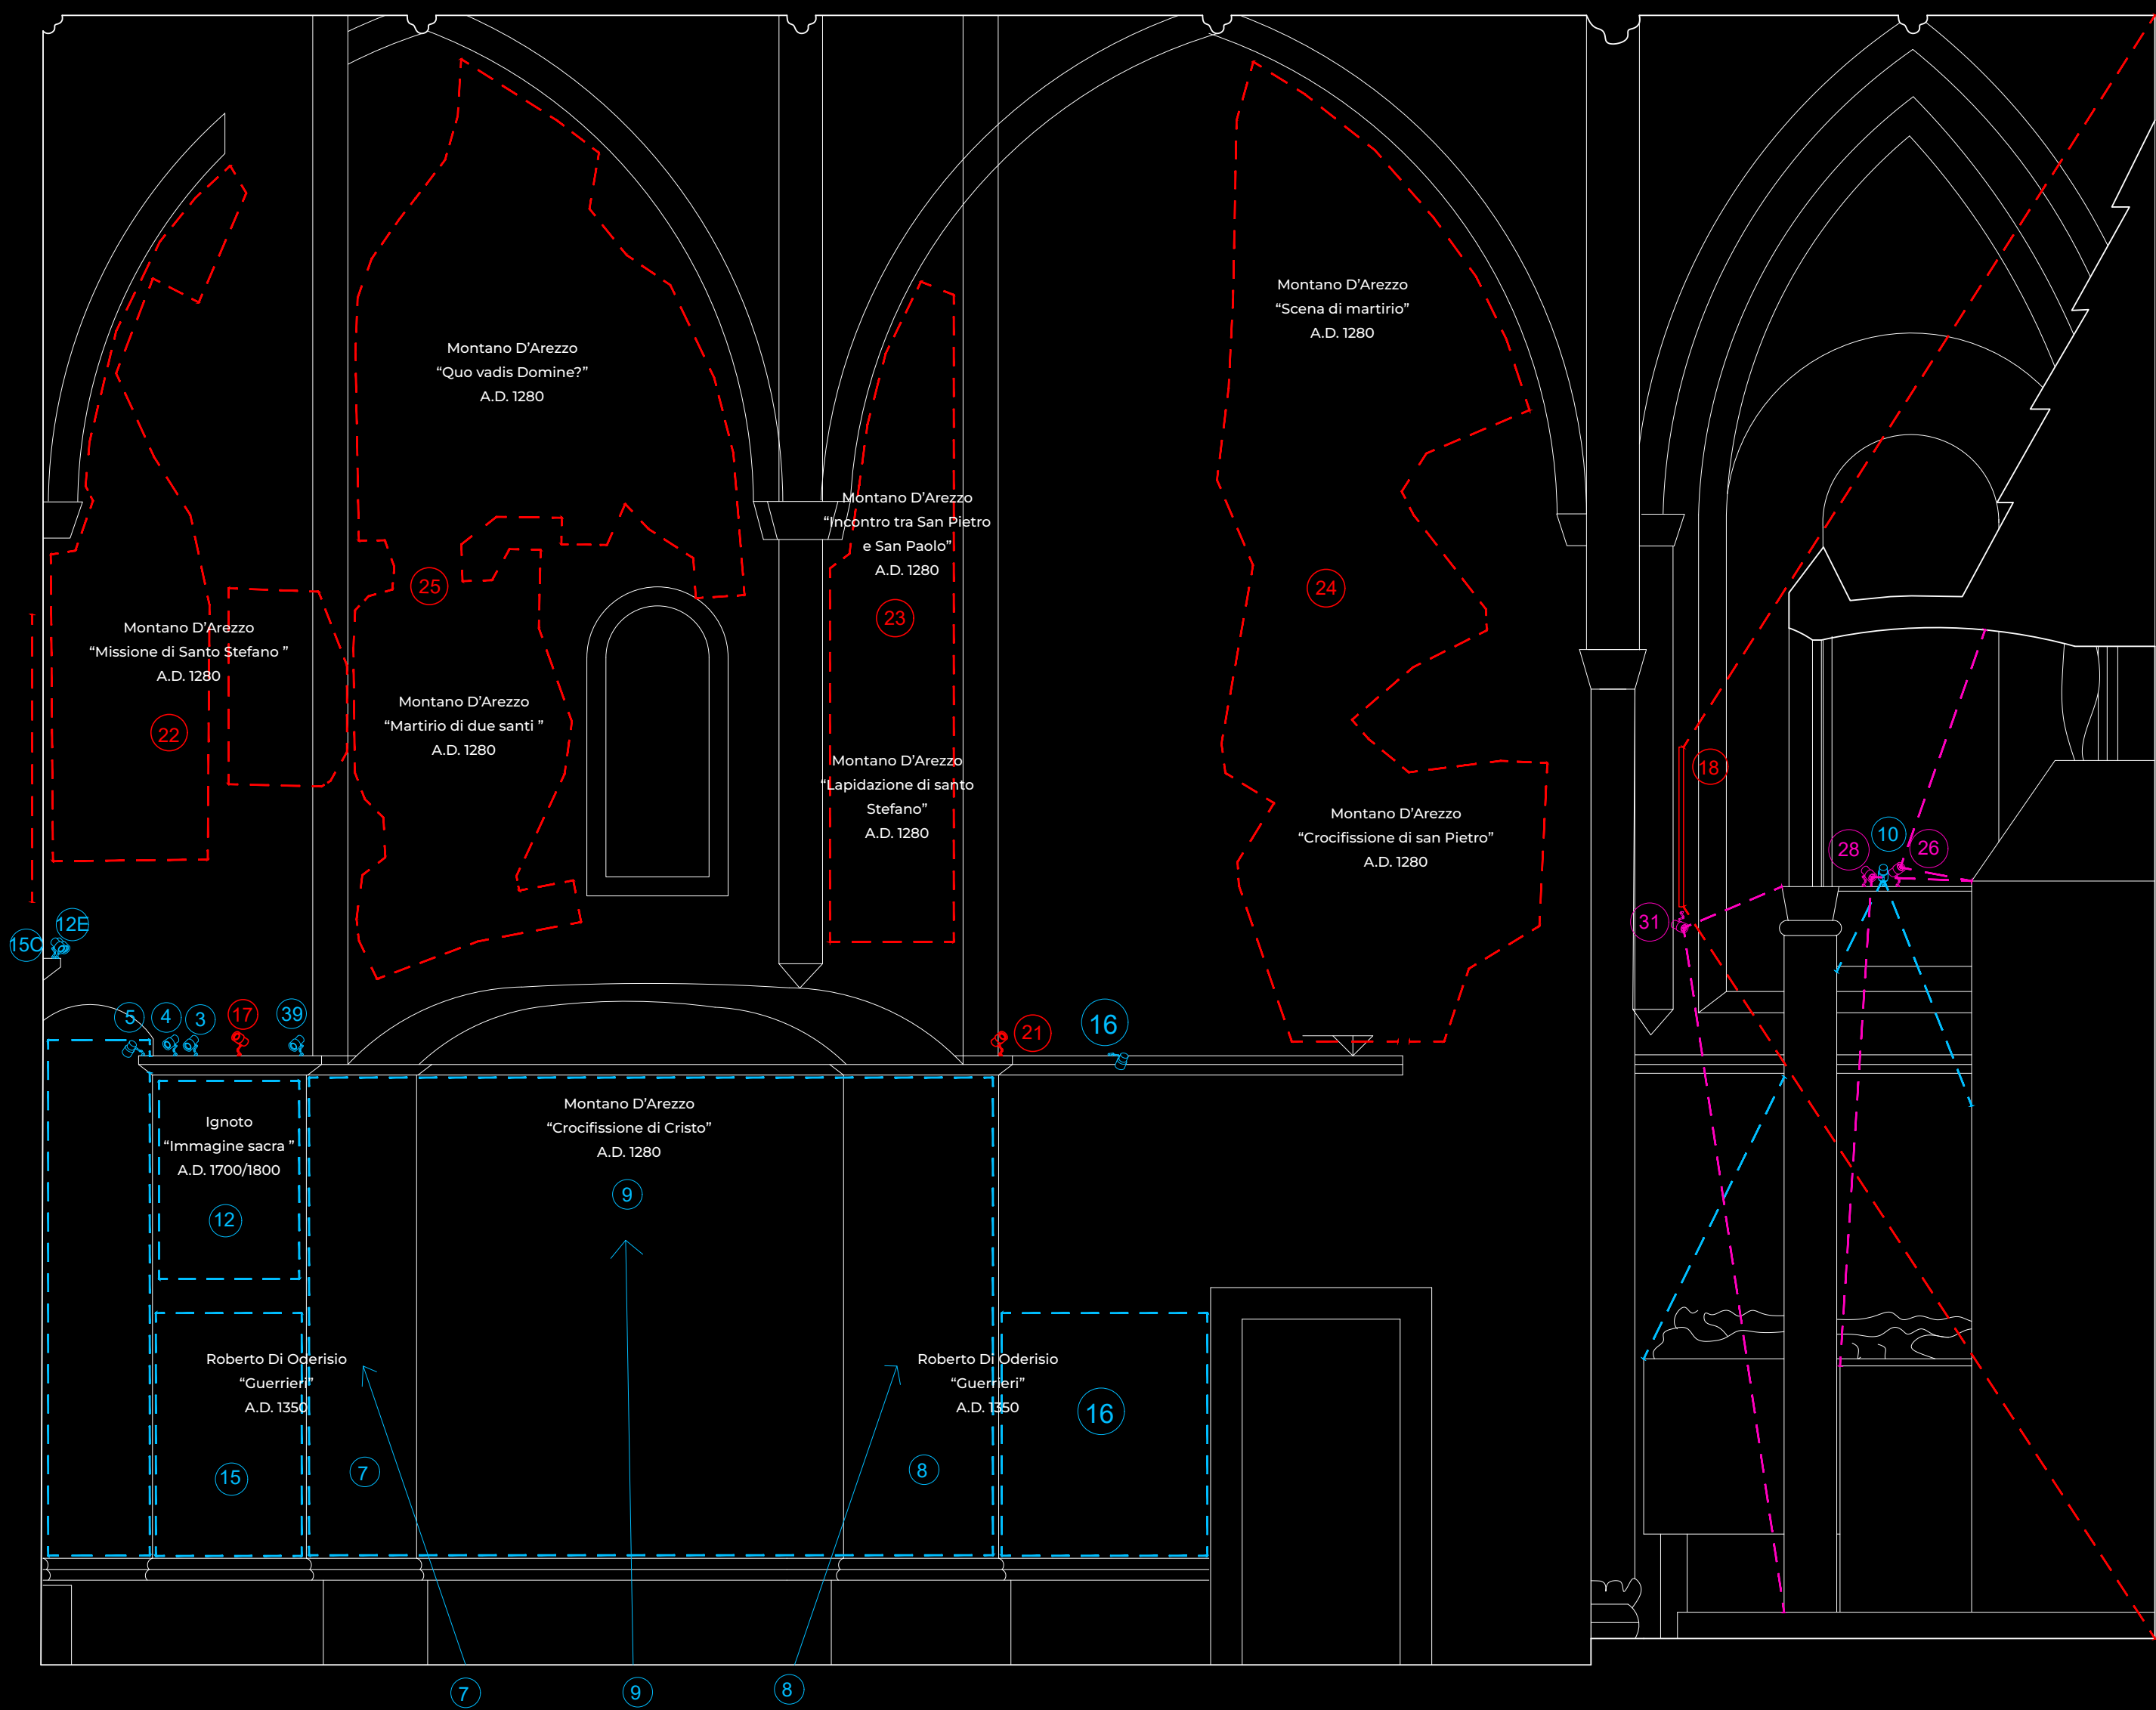 Montano D’Arezzo
“Scena di martirio”
A.D. 1280
Montano D’Arezzo
“Quo vadis Domine?”
A.D. 1280
Montano D’Arezzo
“Incontro tra San Pietro
e San Paolo”
A.D. 1280
25
24
23
Montano D’Arezzo
“Missione di Santo Stefano ”
A.D. 1280
22
Montano D’Arezzo
“Martirio di due santi ”
A.D. 1280
Montano D’Arezzo
“Lapidazione di santo
Stefano”
A.D. 1280
18
Montano D’Arezzo
“Crocifissione di san Pietro”
A.D. 1280
28
10
26
31
12E
15C
5
4
3
17
39
21
16
Ignoto
“Immagine sacra ”
A.D. 1700/1800
12
Montano D’Arezzo
“Crocifissione di Cristo”
A.D. 1280
9
Roberto Di Oderisio
“Guerrieri”
A.D. 1350
15
7
Roberto Di Oderisio
“Guerrieri”
A.D. 1350
8
16
7
9
8